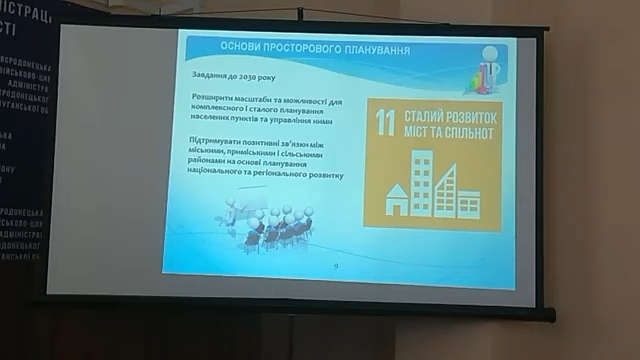 ОСНОВИ ПРОСТОРОВОГО ПЛАНУВАННЯ
Завдання до 2030 року
Розширити масштаби та можливості для
комплексного і сталого планування
населених пунктів та управління ними
Підтримувати позитивні зв'язки між
міськими, приміськими і сільськими
районами на основі планування
національного та регіонального розвитку
11 СТАЛИЙ РОЗВИТОК
МІСТ ТА СПІЛЬНОТ
9